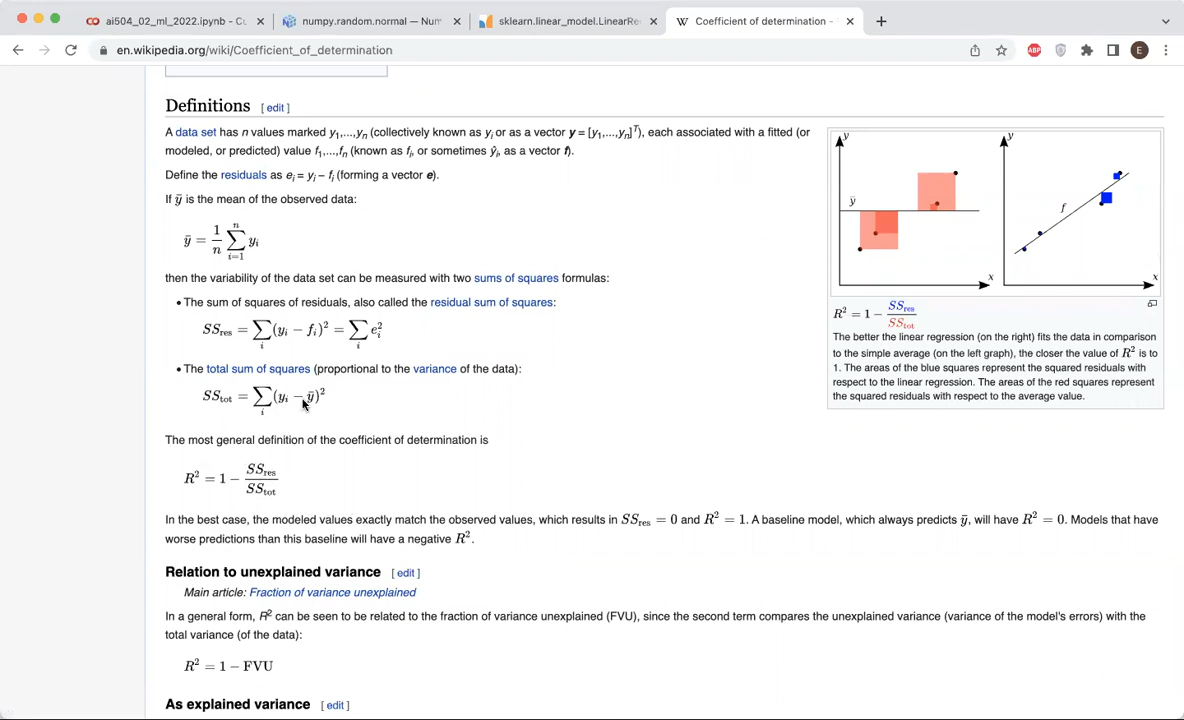 ai504_02_ml_2022.ipynb - Co
numpy.random.normal — Num
sklearn.linear_model.LinearRe
W Coefficient of determination -
en.wikipedia.org/wiki/Coefficient_of_determination
ABP
E
Definitions [ edit ]
A data set has n values marked y₁,...,yₙ (collectively known as yᵢ or as a vector y = [y₁,...,yₙ]ᵀ), each associated with a fitted (or
modeled, or predicted) value f₁,...,fₙ (known as fᵢ, or sometimes ŷᵢ, as a vector f).
Define the residuals as eᵢ = yᵢ − fᵢ (forming a vector e).
If ȳ is the mean of the observed data:
ȳ = 1/n ∑ᵢ₌₁ⁿ yᵢ
then the variability of the data set can be measured with two sums of squares formulas:
• The sum of squares of residuals, also called the residual sum of squares:
SS_res = ∑ᵢ (yᵢ − fᵢ)² = ∑ᵢ eᵢ²
• The total sum of squares (proportional to the variance of the data):
SS_tot = ∑ᵢ (yᵢ − ȳ)²
The most general definition of the coefficient of determination is
R² = 1 − SS_res/SS_tot
In the best case, the modeled values exactly match the observed values, which results in SS_res = 0 and R² = 1. A baseline model, which always predicts ȳ, will have R² = 0. Models that have
worse predictions than this baseline will have a negative R².
Relation to unexplained variance [ edit ]
Main article: Fraction of variance unexplained
In a general form, R² can be seen to be related to the fraction of variance unexplained (FVU), since the second term compares the unexplained variance (variance of the model's errors) with the
total variance (of the data):
R² = 1 − FVU
As explained variance [ edit ]
y
ȳ
x
y
f
x
R² = 1 − SS_res/SS_tot
The better the linear regression (on the right) fits the data in comparison
to the simple average (on the left graph), the closer the value of R² is to
1. The areas of the blue squares represent the squared residuals with
respect to the linear regression. The areas of the red squares represent
the squared residuals with respect to the average value.